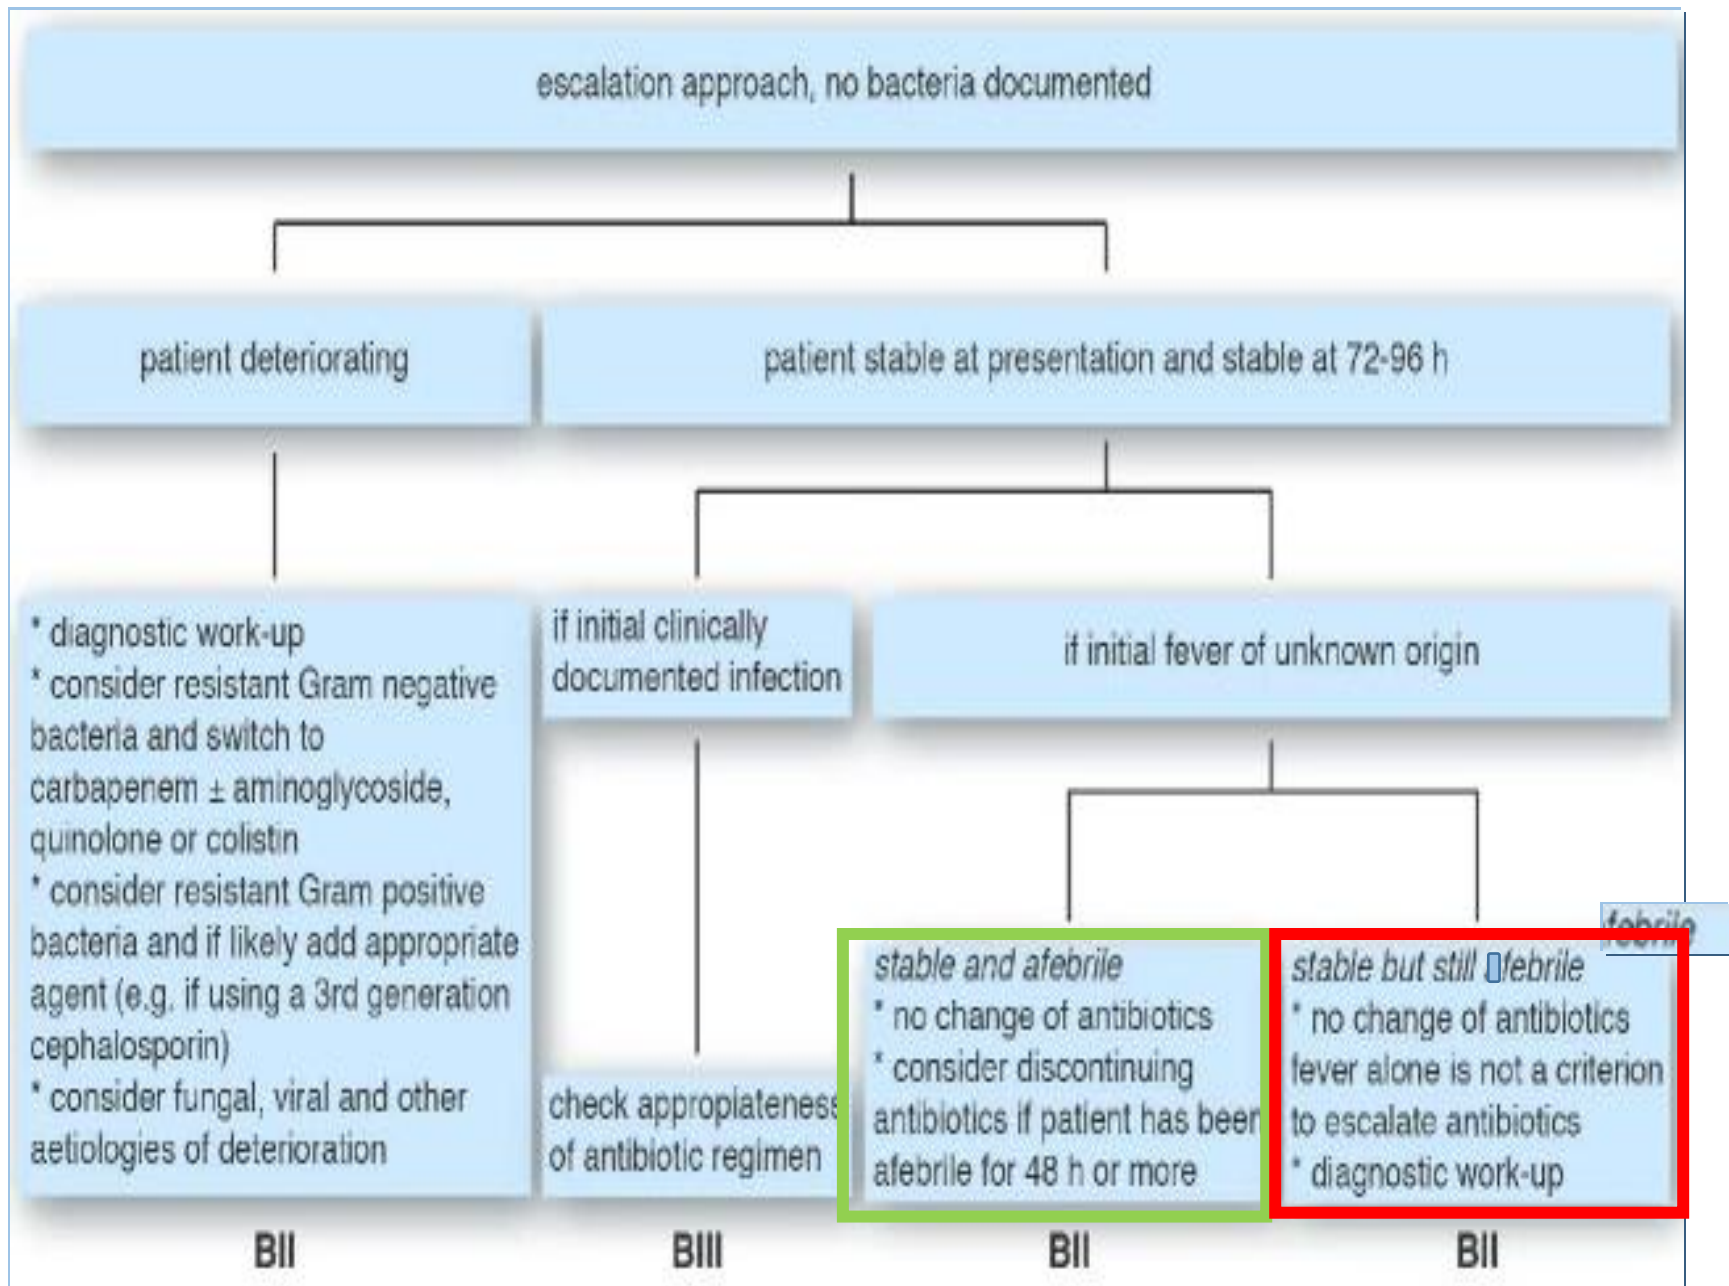 escalation approach, no bacteria documented
patient deteriorating
patient stable at presentation and stable at 72-96 h
* diagnostic work-up
* consider resistant Gram negative
bacteria and switch to
carbapenem ± aminoglycoside,
quinolone or colistin
* consider resistant Gram positive
bacteria and if likely add appropriate
agent (e.g. if using a 3rd generation
cephalosporin)
* consider fungal, viral and other
aetiologies of deterioration
BII
if initial clinically
documented infection
check appropiateness
of antibiotic regimen
BIII
if initial fever of unknown origin
stable and afebrile
* no change of antibiotics
* consider discontinuing
antibiotics if patient has been
afebrile for 48 h or more
BII
febrile
stable but still afebrile
* no change of antibiotics
fever alone is not a criterion
to escalate antibiotics
* diagnostic work-up
BII